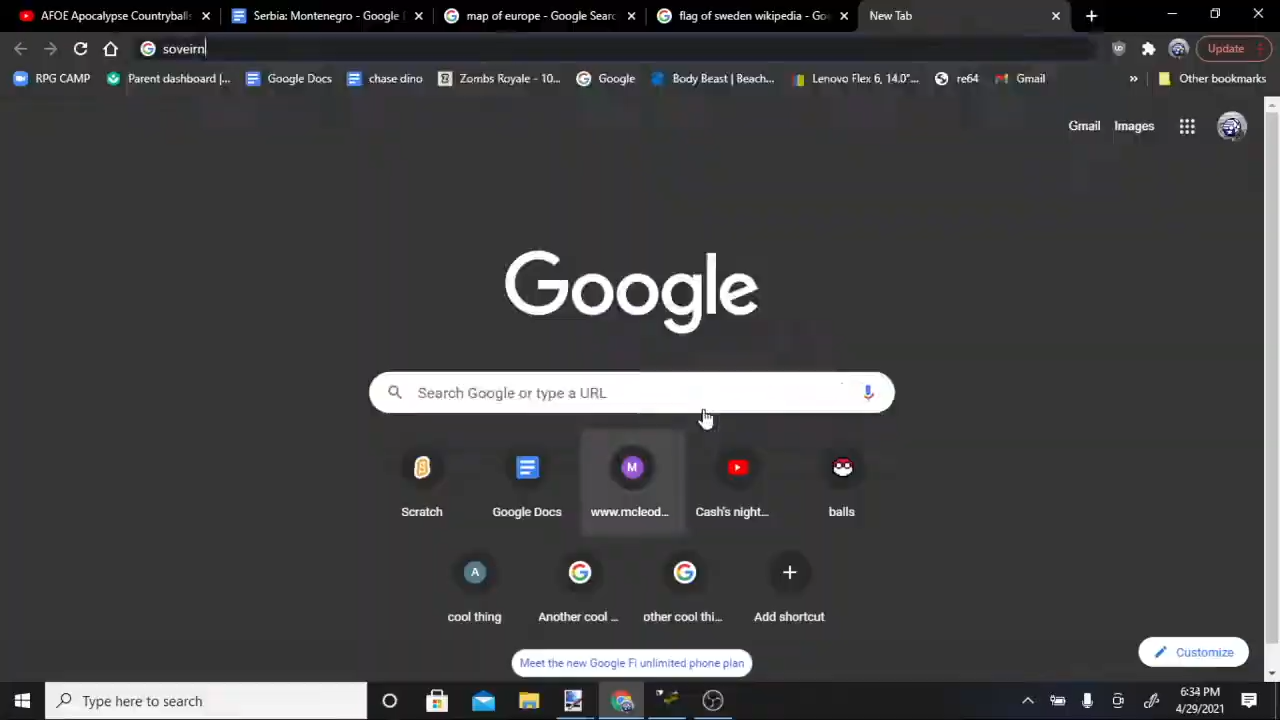 AFOE Apocalypse Countryballs
Serbia: Montenegro - Google
map of europe - Google Sear
flag of sweden wikipedia - Go
New Tab
soveirn
Update
RPG CAMP
Parent dashboard |...
Google Docs
chase dino
Zombs Royale - 10...
Google
Body Beast | Beach...
Lenovo Flex 6, 14.0"...
re64
Gmail
»
Other bookmarks
Gmail
Images
Google
Search Google or type a URL
Scratch
Google Docs
M
www.mcleod...
Cash's night...
balls
A
cool thing
Another cool ...
other cool thi...
Add shortcut
Meet the new Google Fi unlimited phone plan
Customize
Type here to search
6:34 PM
4/29/2021